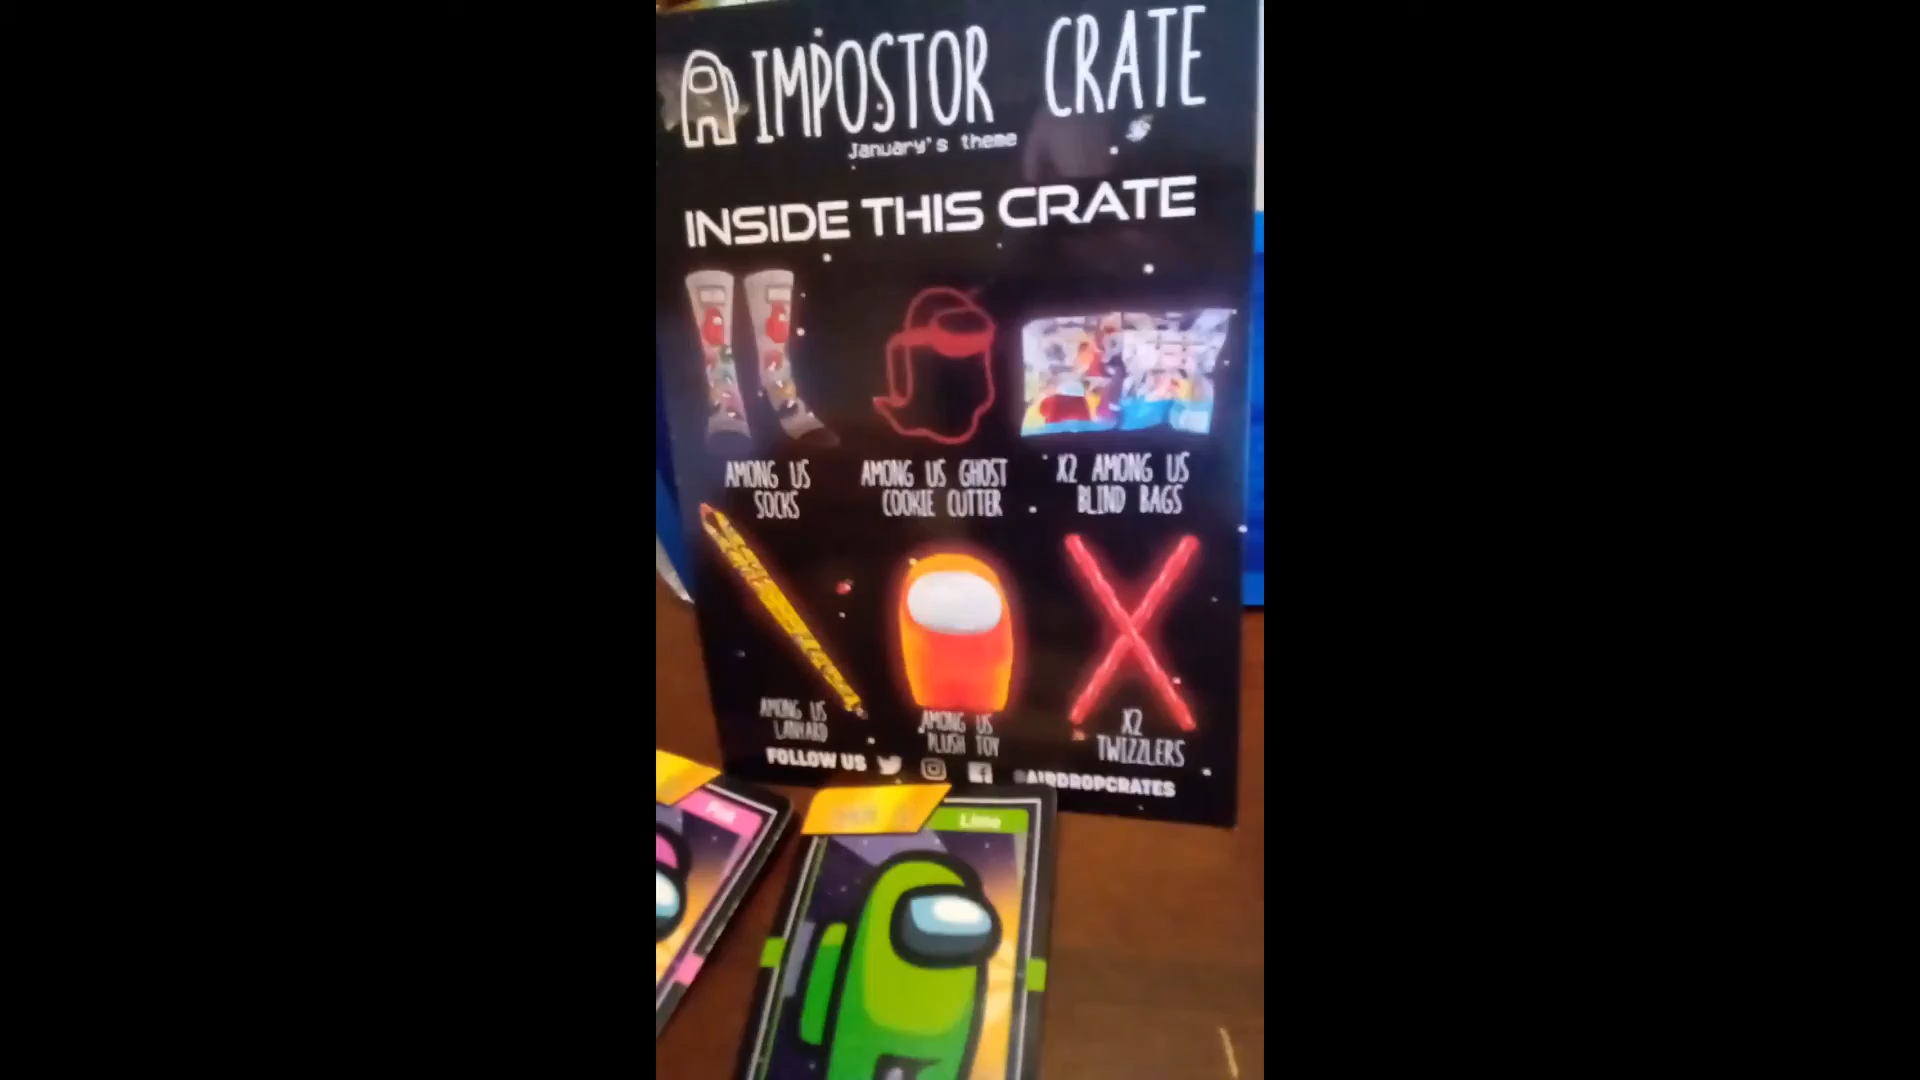 IMPOSTOR CRATE
January's theme
INSIDE THIS CRATE
AMONG US
SOCKS
AMONG US GHOST
COOKIE CUTTER
X2 AMONG US
BLIND BAGS
AMONG US
LANYARD
AMONG US
PLUSH TOY
X2
TWIZZLERS
FOLLOW US
@AIRDROPCRATES
Pink
Lime